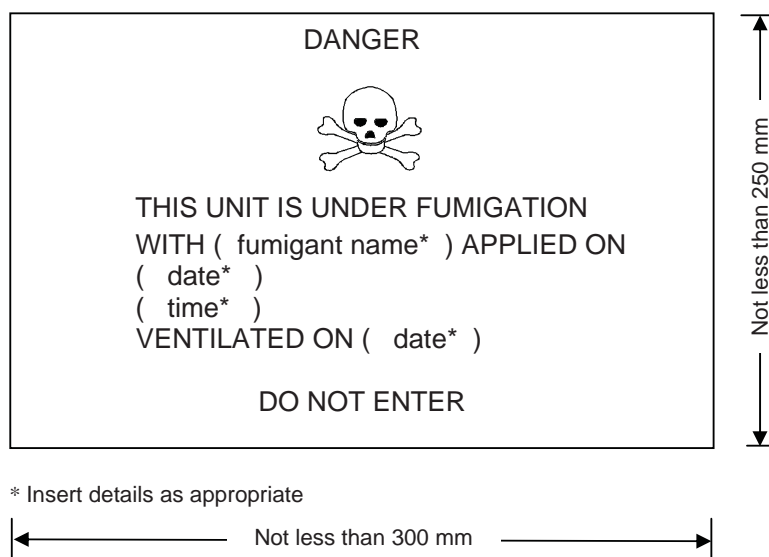 DANGER
THIS UNIT IS UNDER FUMIGATION
WITH ( fumigant name* ) APPLIED ON
( date* )
( time* )
VENTILATED ON ( date* )
DO NOT ENTER
Not less than 250 mm
* Insert details as appropriate
Not less than 300 mm